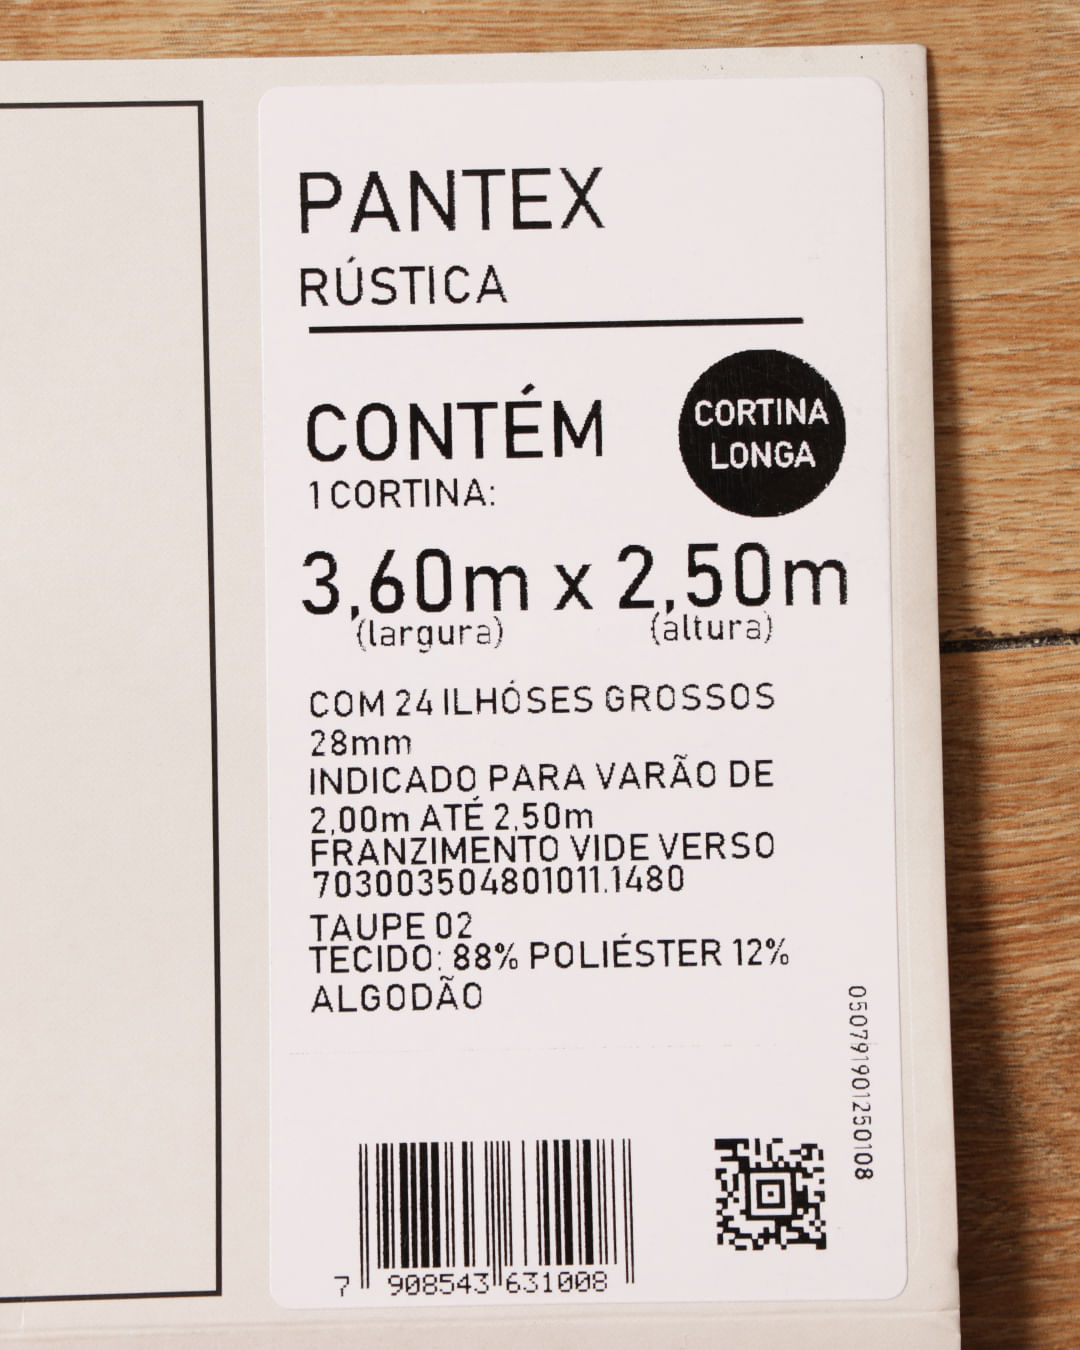 PANTEX
RÚSTICA
CONTÉM
1 CORTINA:
CORTINA
LONGA
3,60m x 2,50m
(largura) (altura)
COM 24 ILHÓSES GROSSOS
28mm
INDICADO PARA VARÃO DE
2,00m ATÉ 2,50m
FRANZIMENTO VIDE VERSO
703003504801011.1480
TAUPE 02
TECIDO: 88% POLIÉSTER 12%
ALGODÃO
050791901250108
7 908543 631008